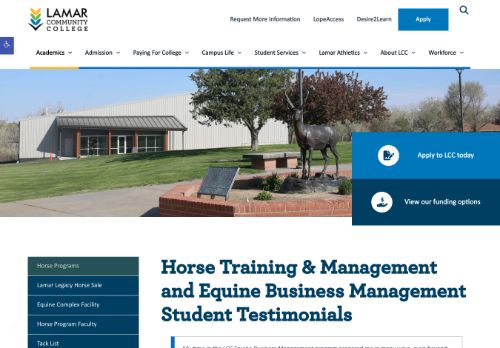 LAMAR
COMMUNITY
COLLEGE
Request More Information
LopeAccess
Desire2Learn
Apply
Academics
Admission
Paying For College
Campus Life
Student Services
Lamar Athletics
About LCC
Workforce
Apply to LCC today
View our funding options
Horse Programs
Lamar Legacy Horse Sale
Equine Complex Facility
Horse Program Faculty
Tack List
Horse Training & Management
and Equine Business Management
Student Testimonials